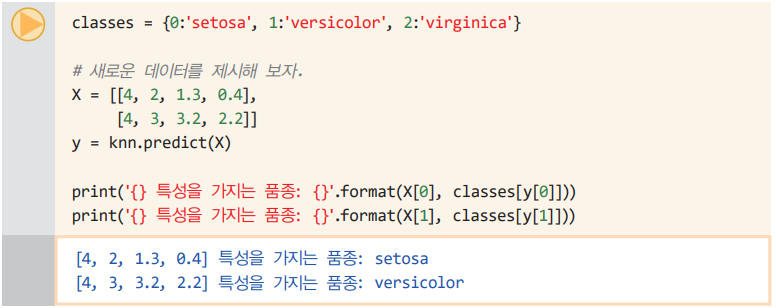 classes = {0:'setosa', 1:'versicolor', 2:'virginica'}
# 새로운 데이터를 제시해 보자.
X = [[4, 2, 1.3, 0.4],
[4, 3, 3.2, 2.2]]
y = knn.predict(X)
print('{} 특성을 가지는 품종: {}'.format(X[0], classes[y[0]]))
print('{} 특성을 가지는 품종: {}'.format(X[1], classes[y[1]]))
[4, 2, 1.3, 0.4] 특성을 가지는 품종: setosa
[4, 3, 3.2, 2.2] 특성을 가지는 품종: versicolor